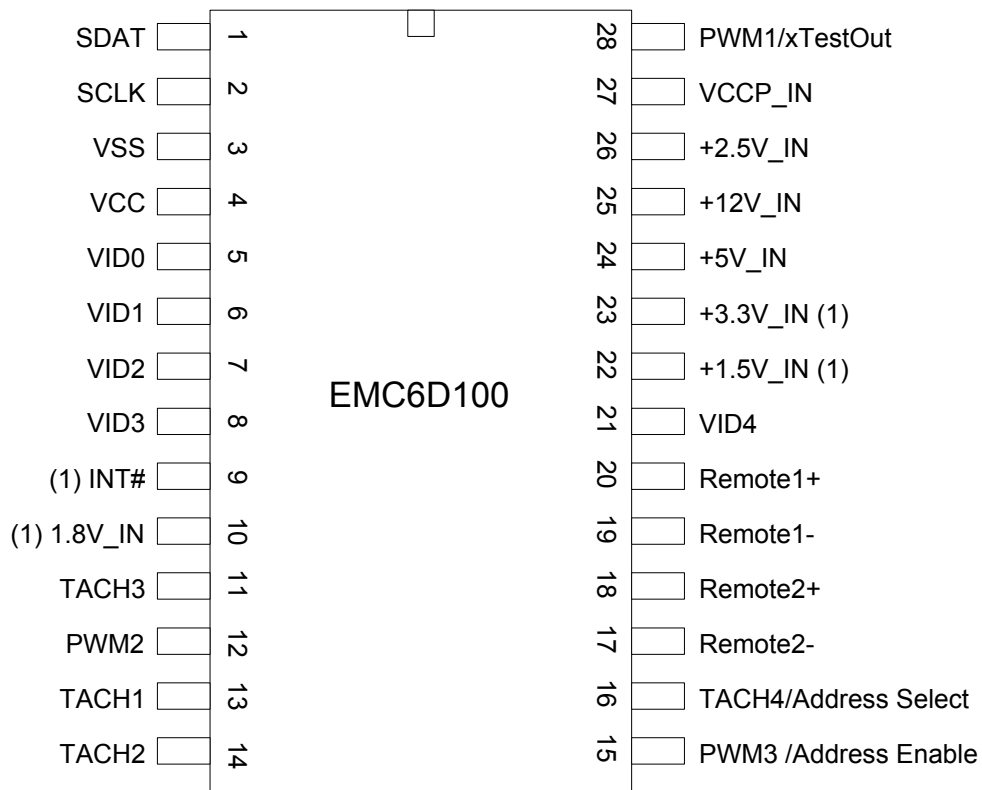 SDAT 1 28 PWM1/xTestOut
SCLK 2 27 VCCP_IN
VSS 3 26 +2.5V_IN
VCC 4 25 +12V_IN
VID0 5 24 +5V_IN
VID1 6 23 +3.3V_IN (1)
VID2 7 22 +1.5V_IN (1)
EMC6D100
VID3 8 21 VID4
(1) INT# 9 20 Remote1+
(1) 1.8V_IN 10 19 Remote1-
TACH3 11 18 Remote2+
PWM2 12 17 Remote2-
TACH1 13 16 TACH4/Address Select
TACH2 14 15 PWM3 /Address Enable